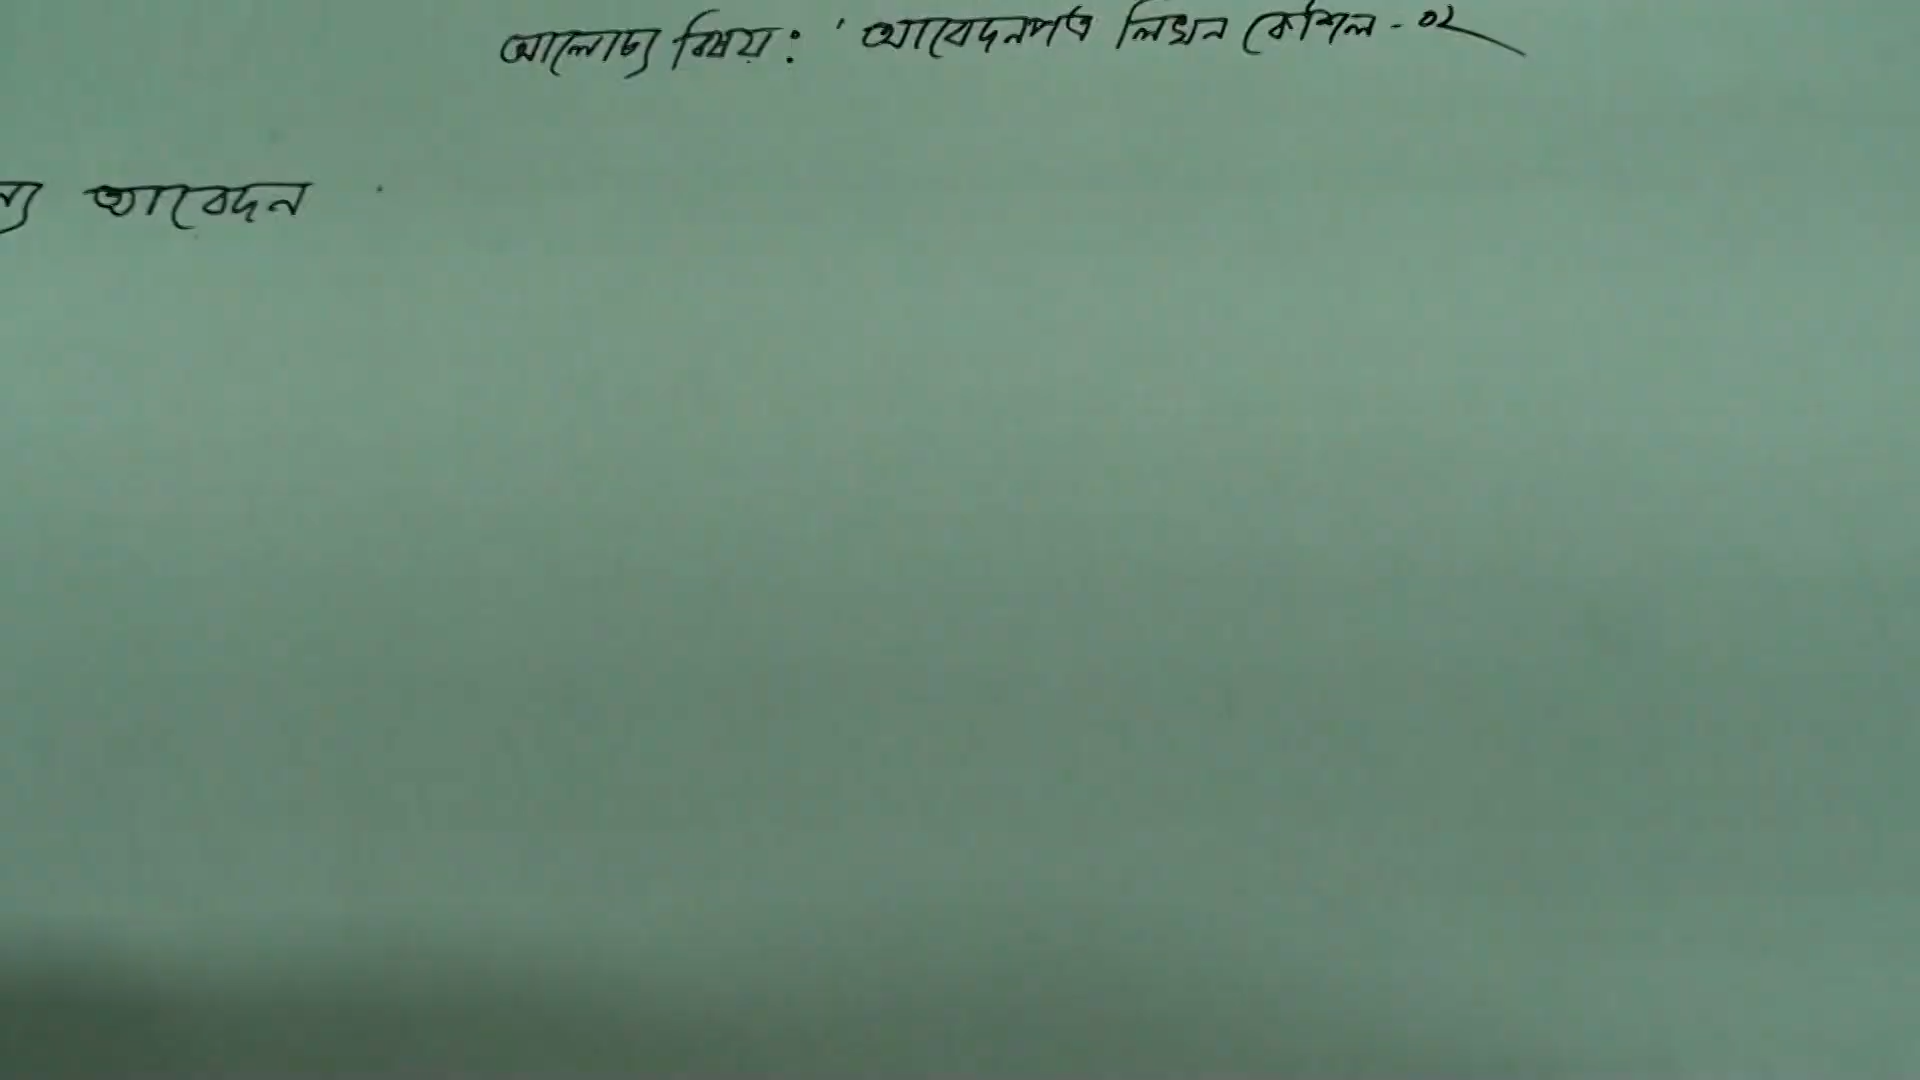 আলোচ্য বিষয় : ' আবেদনপত্র লিখন কৌশল - ০২
আবেদন